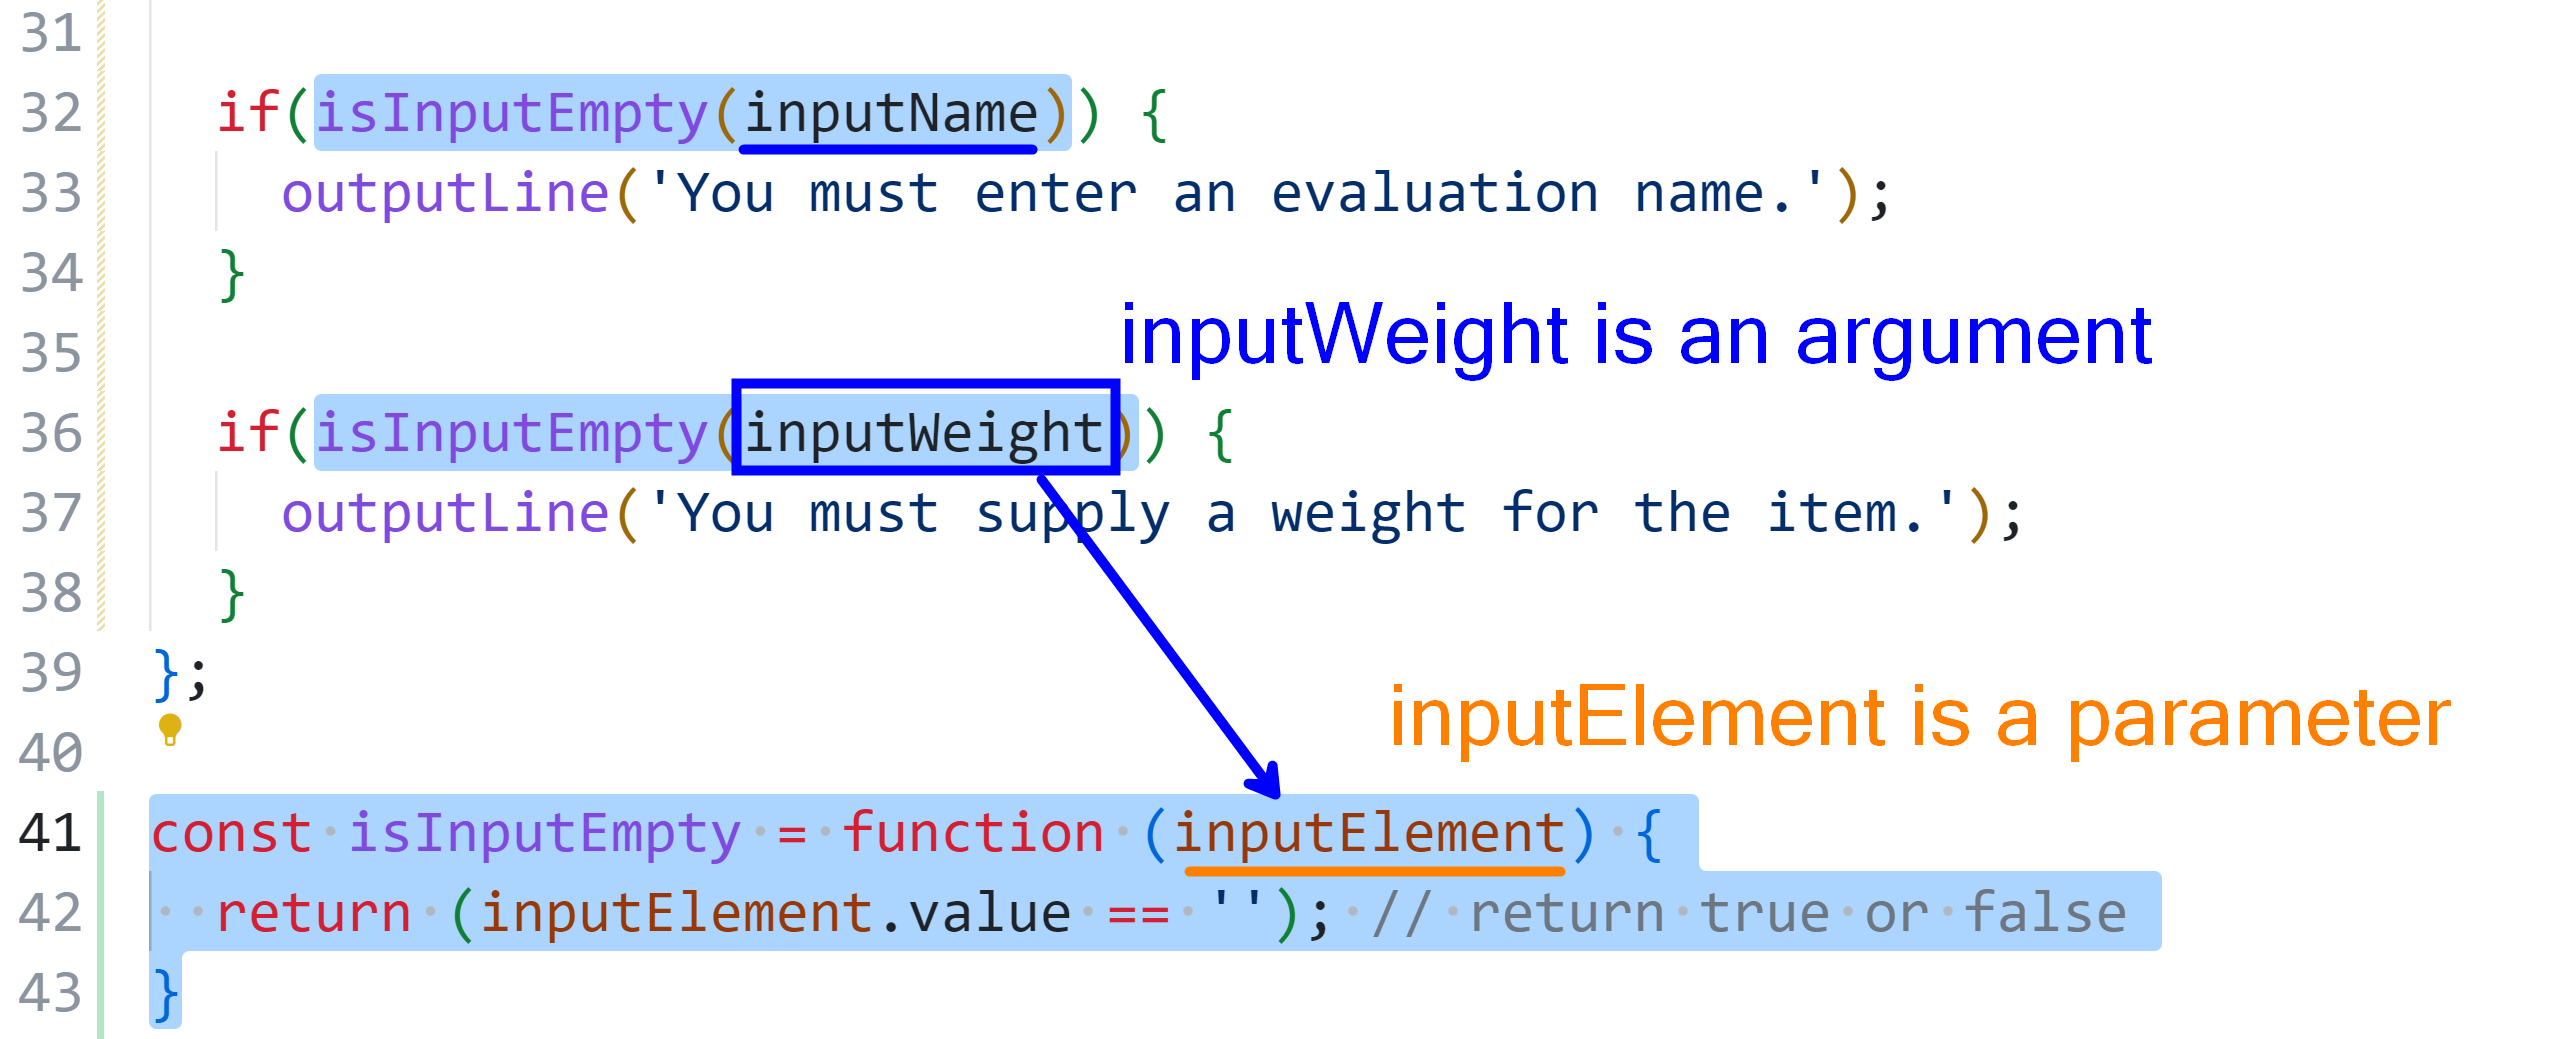 31
32 if(isInputEmpty(inputName)) {
33 outputLine('You must enter an evaluation name.');
34 }
35 inputWeight is an argument
36 if(isInputEmpty(inputWeight)) {
37 outputLine('You must supply a weight for the item.');
38 }
39 };
inputElement is a parameter
40
41 const isInputEmpty = function (inputElement) {
42 return (inputElement.value == ''); // return true or false
43 }